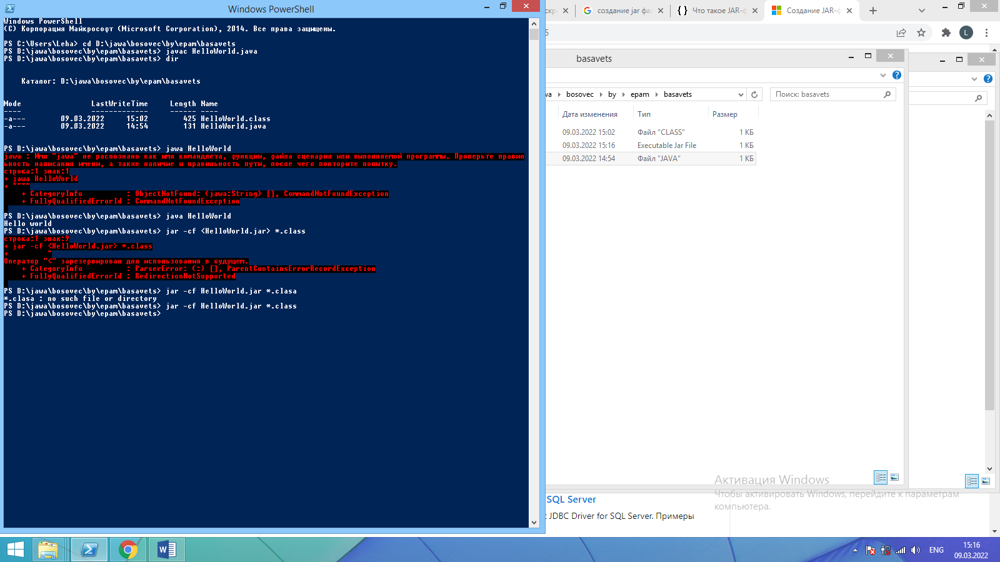 Windows PowerShell
Windows PowerShell
(C) Корпорация Майкрософт (Microsoft Corporation), 2014. Все права защищены.
PS C:\Users\Leha> cd D:\jawa\bosovec\by\epam\basavets
PS D:\jawa\bosovec\by\epam\basavets> javac HelloWorld.java
PS D:\jawa\bosovec\by\epam\basavets> dir
Каталог: D:\jawa\bosovec\by\epam\basavets
Mode LastWriteTime Length Name
---- ------------- ------ ----
-a--- 09.03.2022 15:02 425 HelloWorld.class
-a--- 09.03.2022 14:54 131 HelloWorld.java
PS D:\jawa\bosovec\by\epam\basavets> jawa HelloWorld
jawa : Имя "jawa" не распознано как имя командлета, функции, файла сценария или выполняемой программы. Проверьте правил
ьность написания имени, а также наличие и правильность пути, после чего повторите попытку.
строка:1 знак:1
+ jawa HelloWorld
+ ~~~~
+ CategoryInfo : ObjectNotFound: (jawa:String) [], CommandNotFoundException
+ FullyQualifiedErrorId : CommandNotFoundException
PS D:\jawa\bosovec\by\epam\basavets> java HelloWorld
Hello world
PS D:\jawa\bosovec\by\epam\basavets> jar -cf <HelloWorld.jar> *.class
строка:1 знак:9
+ jar -cf <HelloWorld.jar> *.class
+ ~
Оператор "<" зарезервирован для использования в будущем.
+ CategoryInfo : ParserError: (:) [], ParentContainsErrorRecordException
+ FullyQualifiedErrorId : RedirectionNotSupported
PS D:\jawa\bosovec\by\epam\basavets> jar -cf HelloWorld.jar *.clasa
*.clasa : no such file or directory
PS D:\jawa\bosovec\by\epam\basavets> jar -cf HelloWorld.jar *.class
PS D:\jawa\bosovec\by\epam\basavets>
скр
создание jar фа
Что такое JAR-ф
Создание JAR-ф
5
L
basavets
wa bosovec by epam basavets
Поиск: basavets
Дата изменения Тип Размер
09.03.2022 15:02 Файл "CLASS" 1 КБ
09.03.2022 15:16 Executable Jar File 1 КБ
09.03.2022 14:54 Файл "JAVA" 1 КБ
Активация Windows
Чтобы активировать Windows, перейдите к параметрам
компьютера.
SQL Server
t JDBC Driver for SQL Server. Примеры
ENG
15:16
09.03.2022